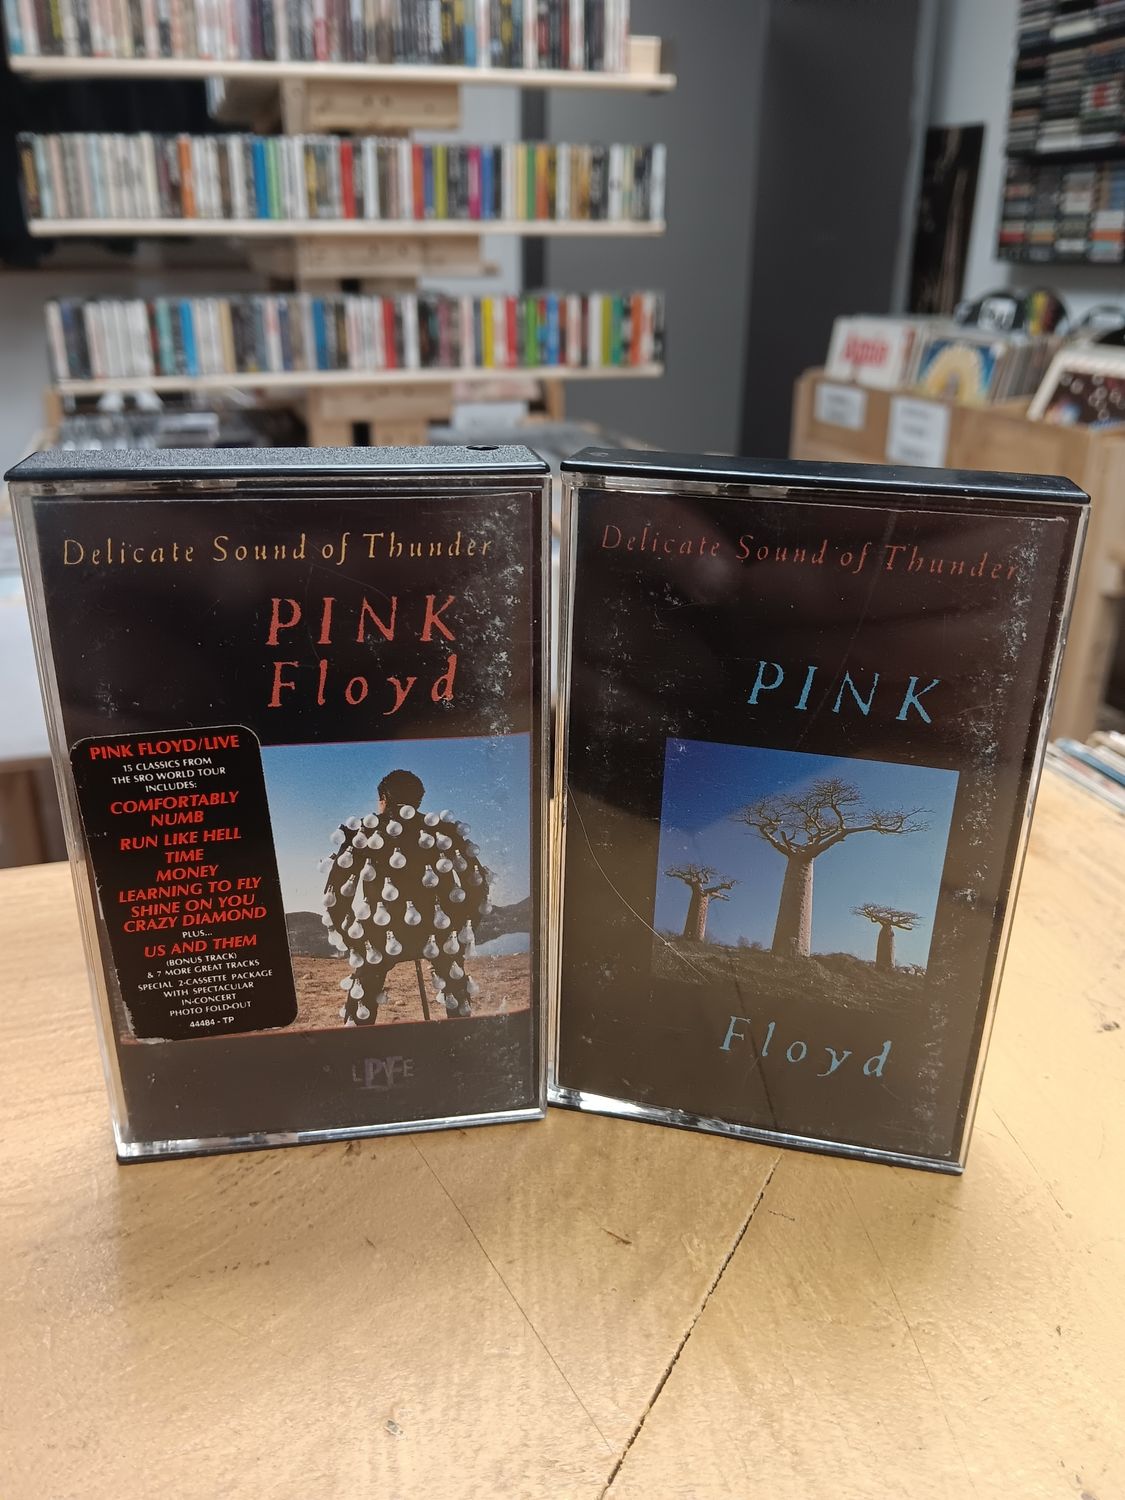 Delicate Sound of Thunder
PINK
Floyd
PINK FLOYD/LIVE
15 CLASSICS FROM
THE SRO WORLD TOUR
INCLUDES:
COMFORTABLY
NUMB
RUN LIKE HELL
TIME
MONEY
LEARNING TO FLY
SHINE ON YOU
CRAZY DIAMOND
PLUS...
US AND THEM
(BONUS TRACK)
& 7 MORE GREAT TRACKS
SPECIAL 2-CASSETTE PACKAGE
WITH SPECTACULAR
IN-CONCERT
PHOTO FOLD-OUT
44484 - TP
Delicate Sound of Thunder
PINK
Floyd